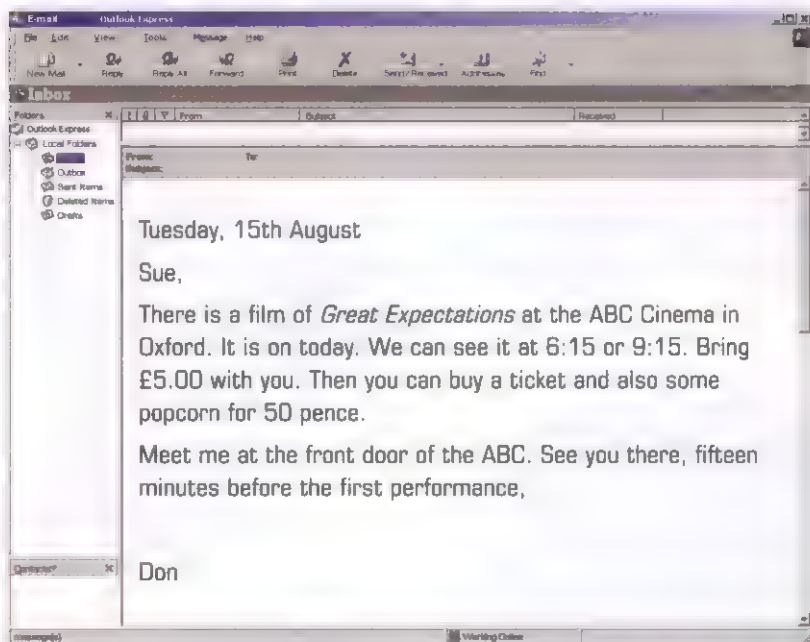 E-mail Outlook Express
File Edit View Tools Message Help
New Mail Reply Reply All Forward Print Delete Send/Received Addresses Find
Inbox
Folders From Subject Received
Outlook Express
Local Folders
From: To:
Subject:
Outbox
Sent Items
Deleted Items
Drafts
Tuesday, 15th August
Sue,
There is a film of Great Expectations at the ABC Cinema in
Oxford. It is on today. We can see it at 6:15 or 9:15. Bring
£5.00 with you. Then you can buy a ticket and also some
popcorn for 50 pence.
Meet me at the front door of the ABC. See you there, fifteen
minutes before the first performance,
Don
Contacts
message(s) Working Online